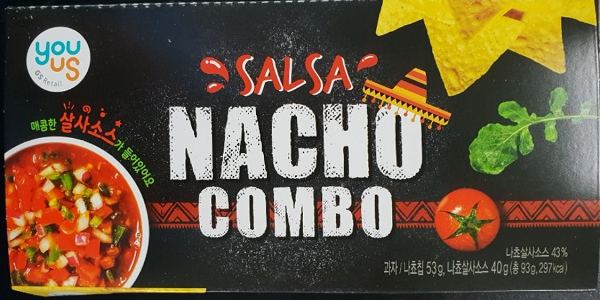 you
us
GS Retail
SALSA
매콤한 살사소스가 들어있어요
NACHO
COMBO
나쵸살사소스 43%
과자 / 나쵸칩 53g, 나쵸살사소스 40g (총 93g, 297kcal)